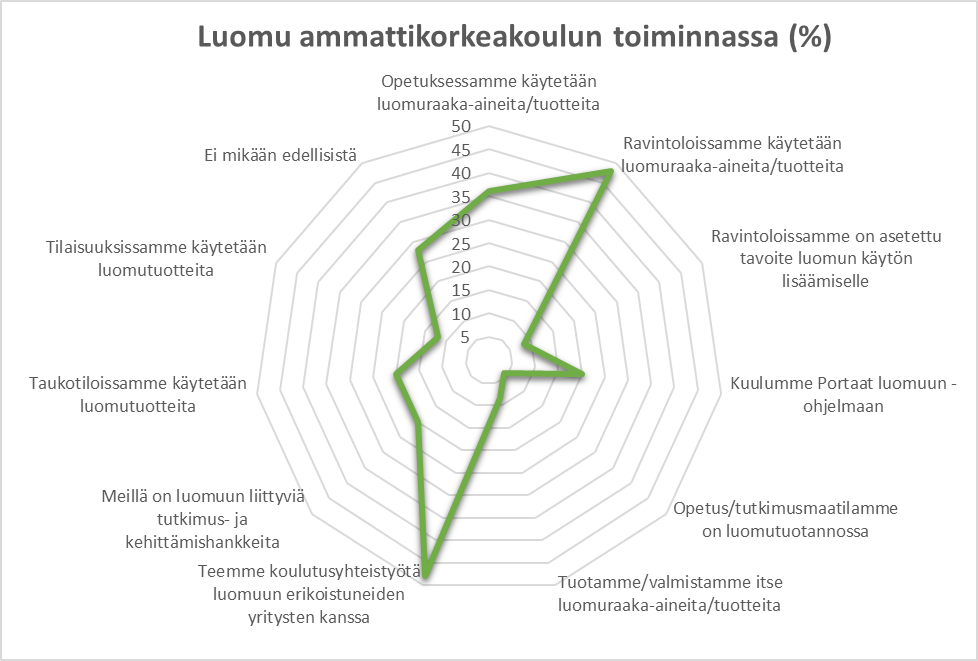 Luomu ammattikorkeakoulun toiminnassa (%)
Opetuksessamme käytetään
luomuraaka-aineita/tuotteita
Ravintoloissamme käytetään
luomuraaka-aineita/tuotteita
Ravintoloissamme on asetettu
tavoite luomun käytön
lisäämiselle
Kuulumme Portaat luomuun -
ohjelmaan
Opetus/tutkimusmaatilamme
on luomutuotannossa
Tuotamme/valmistamme itse
luomuraaka-aineita/tuotteita
Teemme koulutusyhteistyötä
luomuun erikoistuneiden
yritysten kanssa
Meillä on luomuun liittyviä
tutkimus- ja
kehittämishankkeita
Taukotiloissamme käytetään
luomutuotteita
Tilaisuuksissamme käytetään
luomutuotteita
Ei mikään edellisistä
50
45
40
35
30
25
20
15
10
5